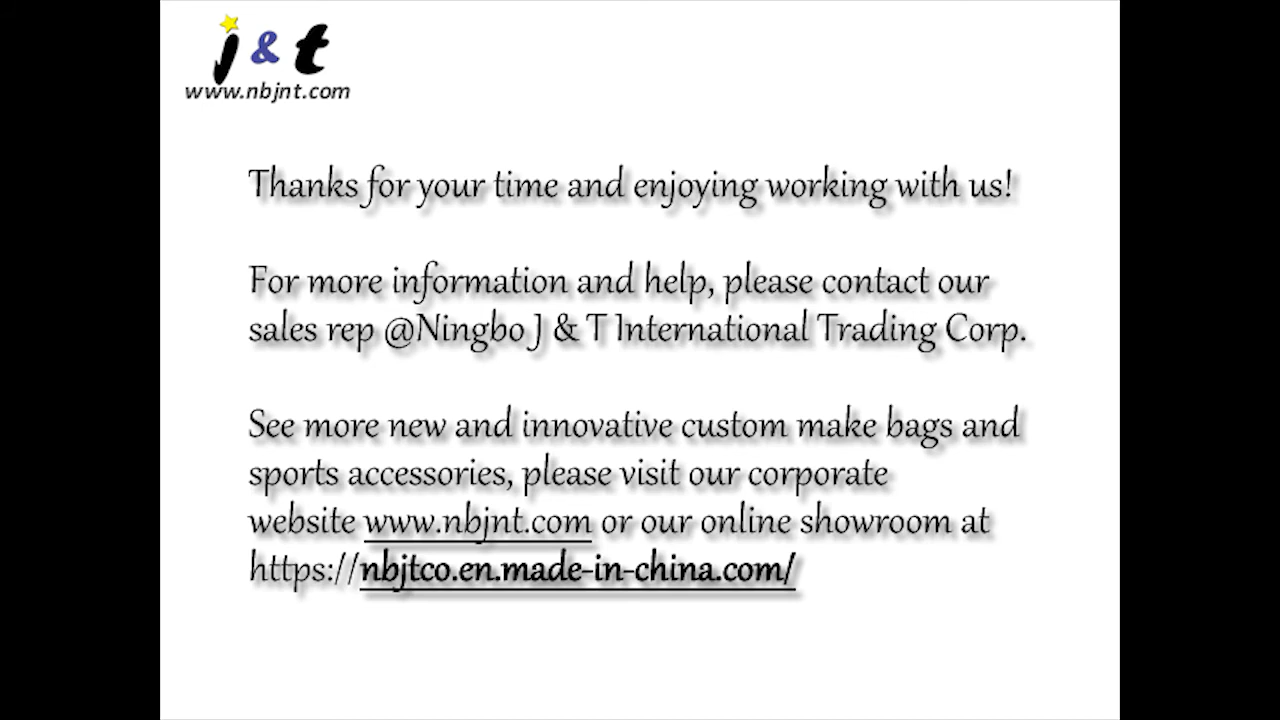 j & t
www.nbjnt.com
Thanks for your time and enjoying working with us!
For more information and help, please contact our
sales rep @Ningbo J & T International Trading Corp.
See more new and innovative custom make bags and
sports accessories, please visit our corporate
website www.nbjnt.com or our online showroom at
https://nbjtco.en.made-in-china.com/